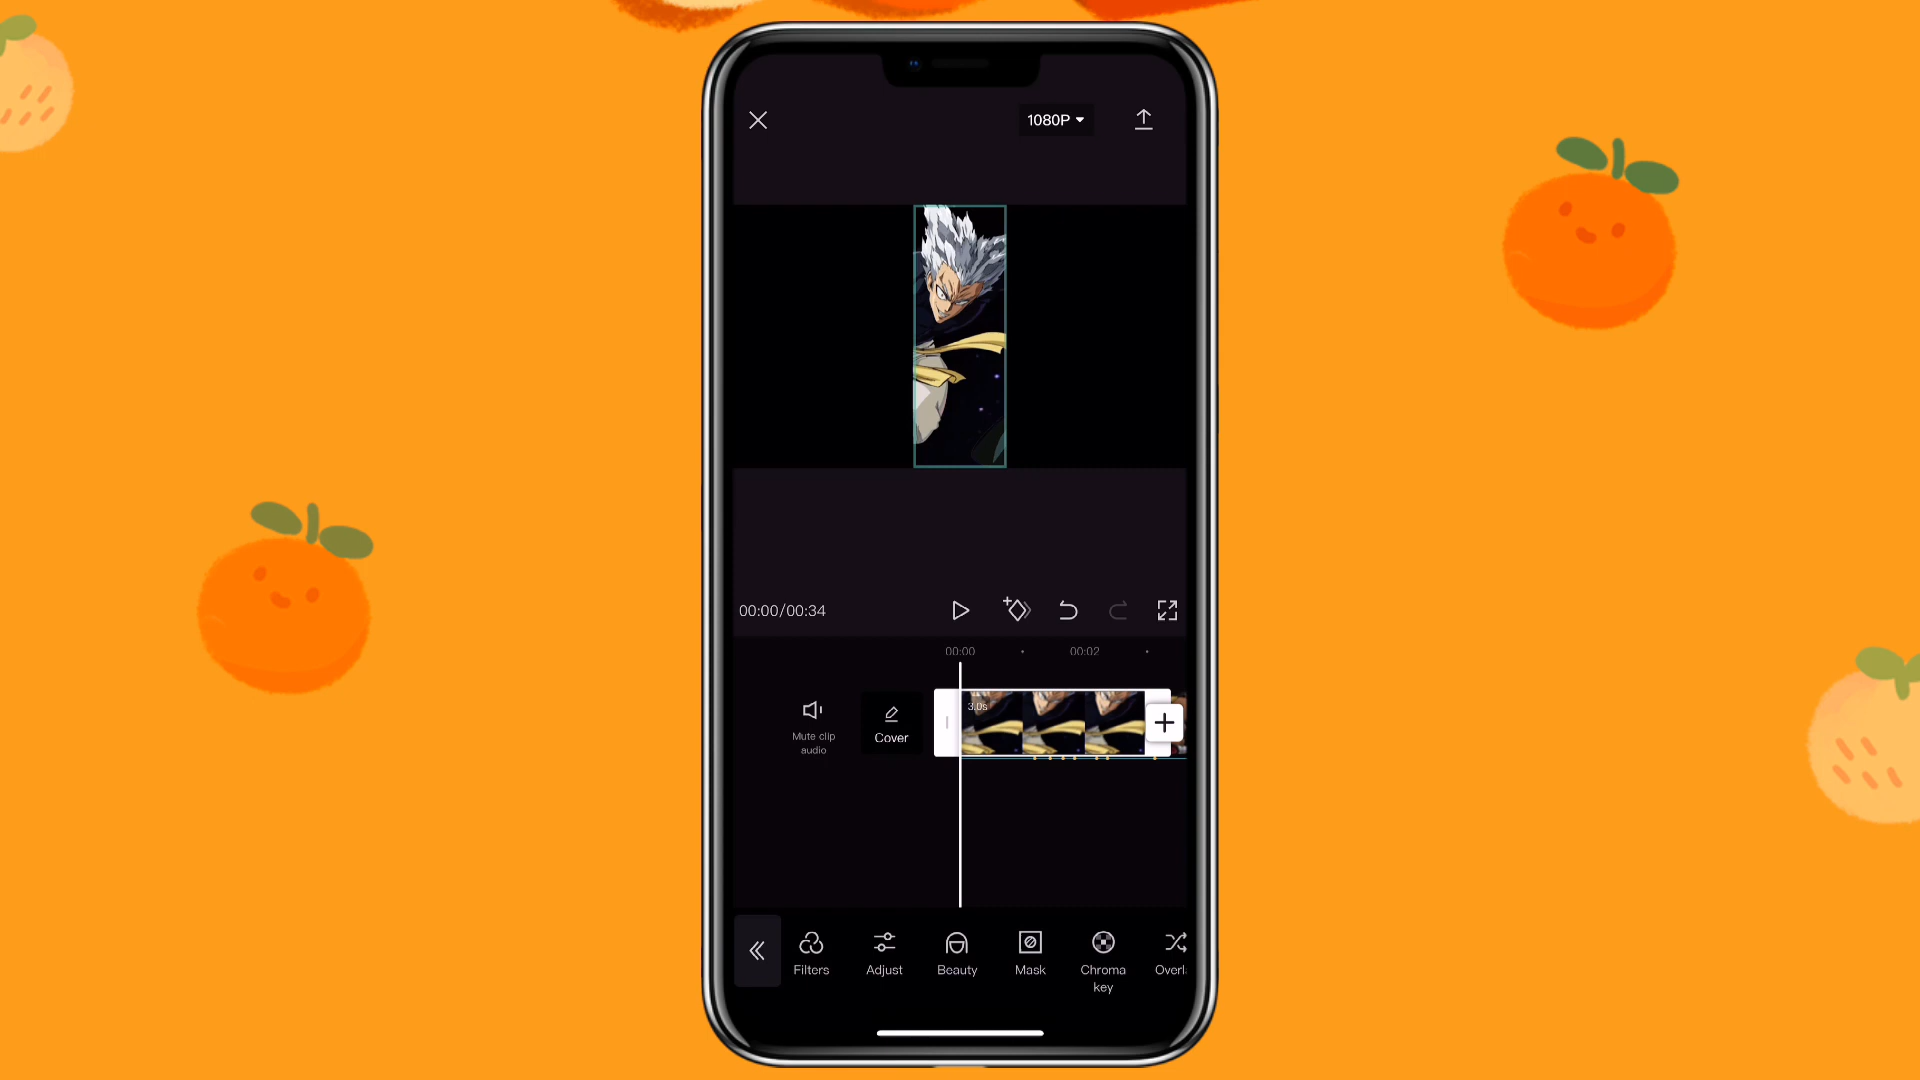 1080P
00:00/00:34
00:00
00:02
3.0s
Mute clip
audio
Cover
Filters
Adjust
Beauty
Mask
Chroma
key
Overl